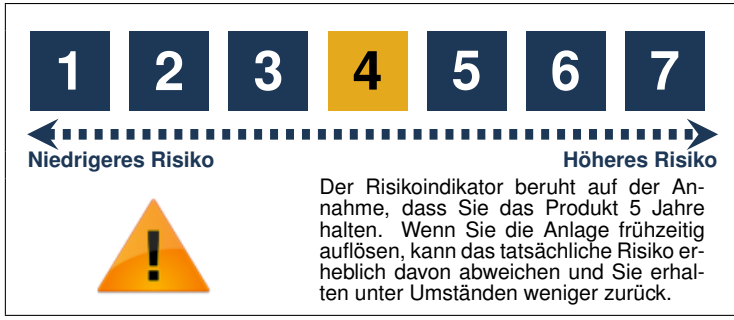 1 2 3 4 5 6 7
Niedrigeres Risiko Höheres Risiko
Der Risikoindikator beruht auf der An-
nahme, dass Sie das Produkt 5 Jahre
halten. Wenn Sie die Anlage frühzeitig
auflösen, kann das tatsächliche Risiko er-
heblich davon abweichen und Sie erhal-
ten unter Umständen weniger zurück.
!